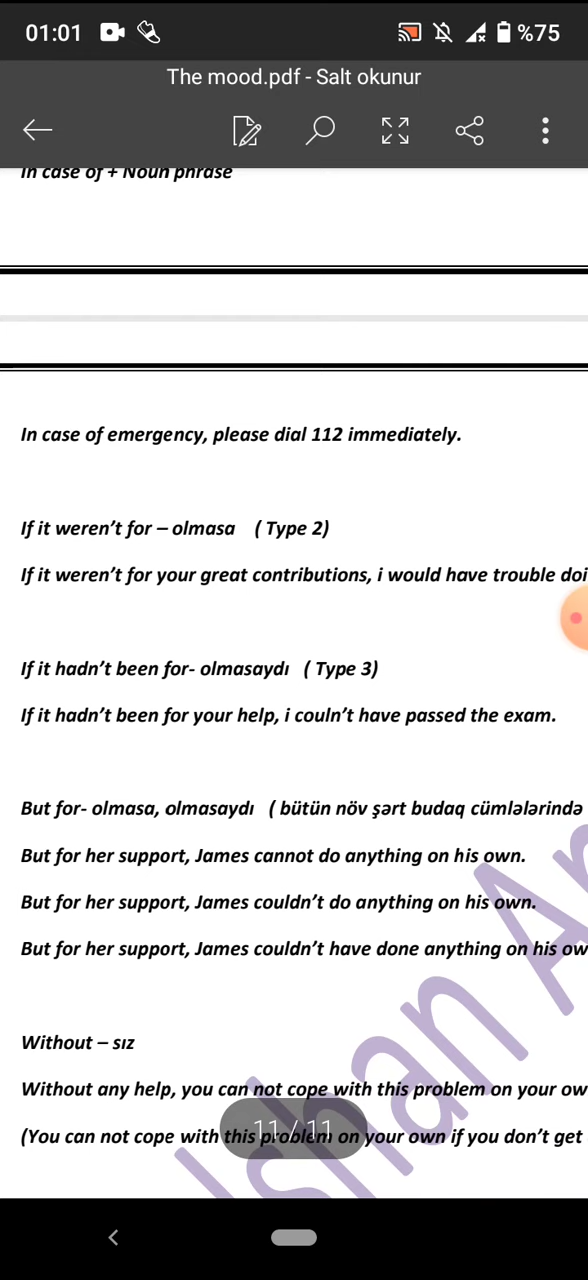 01:01
%75
The mood.pdf - Salt okunur
In case of + Noun phrase
In case of emergency, please dial 112 immediately.
If it weren't for – olmasa ( Type 2)
If it weren't for your great contributions, i would have trouble doi
If it hadn't been for- olmasaydı ( Type 3)
If it hadn't been for your help, i couln't have passed the exam.
But for- olmasa, olmasaydı ( bütün növ şərt budaq cümlələrində
But for her support, James cannot do anything on his own.
But for her support, James couldn't do anything on his own.
But for her support, James couldn't have done anything on his ow
Without – sız
Without any help, you can not cope with this problem on your ow
11 / 11
(You can not cope with this problem on your own if you don't get